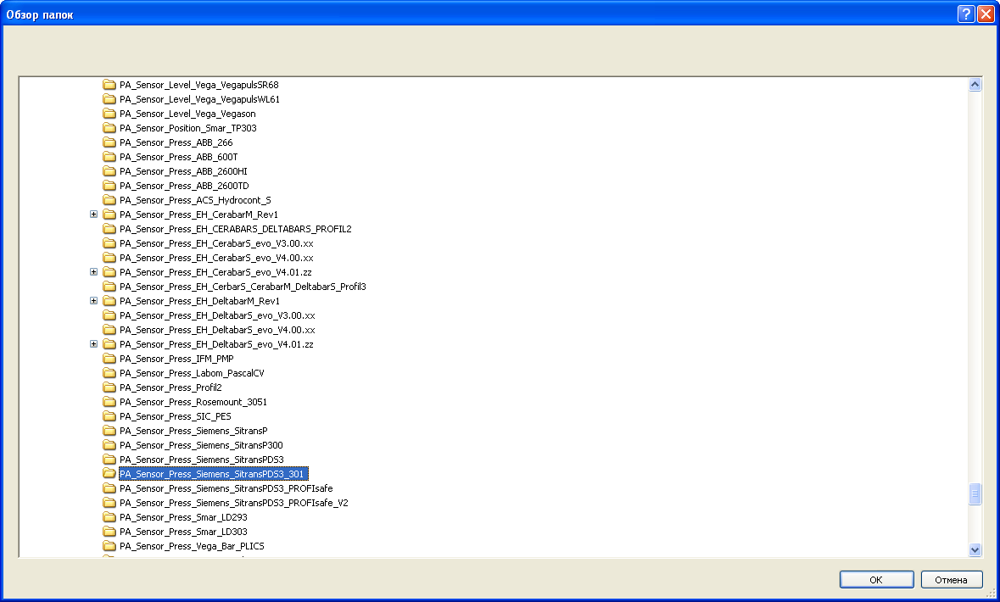 Обзор папок
PA_Sensor_Level_Vega_VegapulsSR68
PA_Sensor_Level_Vega_VegapulsWL61
PA_Sensor_Level_Vega_Vegason
PA_Sensor_Position_Smar_TP303
PA_Sensor_Press_ABB_266
PA_Sensor_Press_ABB_600T
PA_Sensor_Press_ABB_2600HI
PA_Sensor_Press_ABB_2600TD
PA_Sensor_Press_ACS_Hydrocont_S
PA_Sensor_Press_EH_CerabarM_Rev1
PA_Sensor_Press_EH_CERABARS_DELTABARS_PROFIL2
PA_Sensor_Press_EH_CerabarS_evo_V3.00.xx
PA_Sensor_Press_EH_CerabarS_evo_V4.00.xx
PA_Sensor_Press_EH_CerabarS_evo_V4.01.zz
PA_Sensor_Press_EH_CerbarS_CerabarM_DeltabarS_Profil3
PA_Sensor_Press_EH_DeltabarM_Rev1
PA_Sensor_Press_EH_DeltabarS_evo_V3.00.xx
PA_Sensor_Press_EH_DeltabarS_evo_V4.00.xx
PA_Sensor_Press_EH_DeltabarS_evo_V4.01.zz
PA_Sensor_Press_IFM_PMP
PA_Sensor_Press_Labom_PascalCV
PA_Sensor_Press_Profil2
PA_Sensor_Press_Rosemount_3051
PA_Sensor_Press_SIC_PES
PA_Sensor_Press_Siemens_SitransP
PA_Sensor_Press_Siemens_SitransP300
PA_Sensor_Press_Siemens_SitransPDS3
PA_Sensor_Press_Siemens_SitransPDS3_301
PA_Sensor_Press_Siemens_SitransPDS3_PROFIsafe
PA_Sensor_Press_Siemens_SitransPDS3_PROFIsafe_V2
PA_Sensor_Press_Smar_LD293
PA_Sensor_Press_Smar_LD303
PA_Sensor_Press_Vega_Bar_PLICS
ОК Отмена